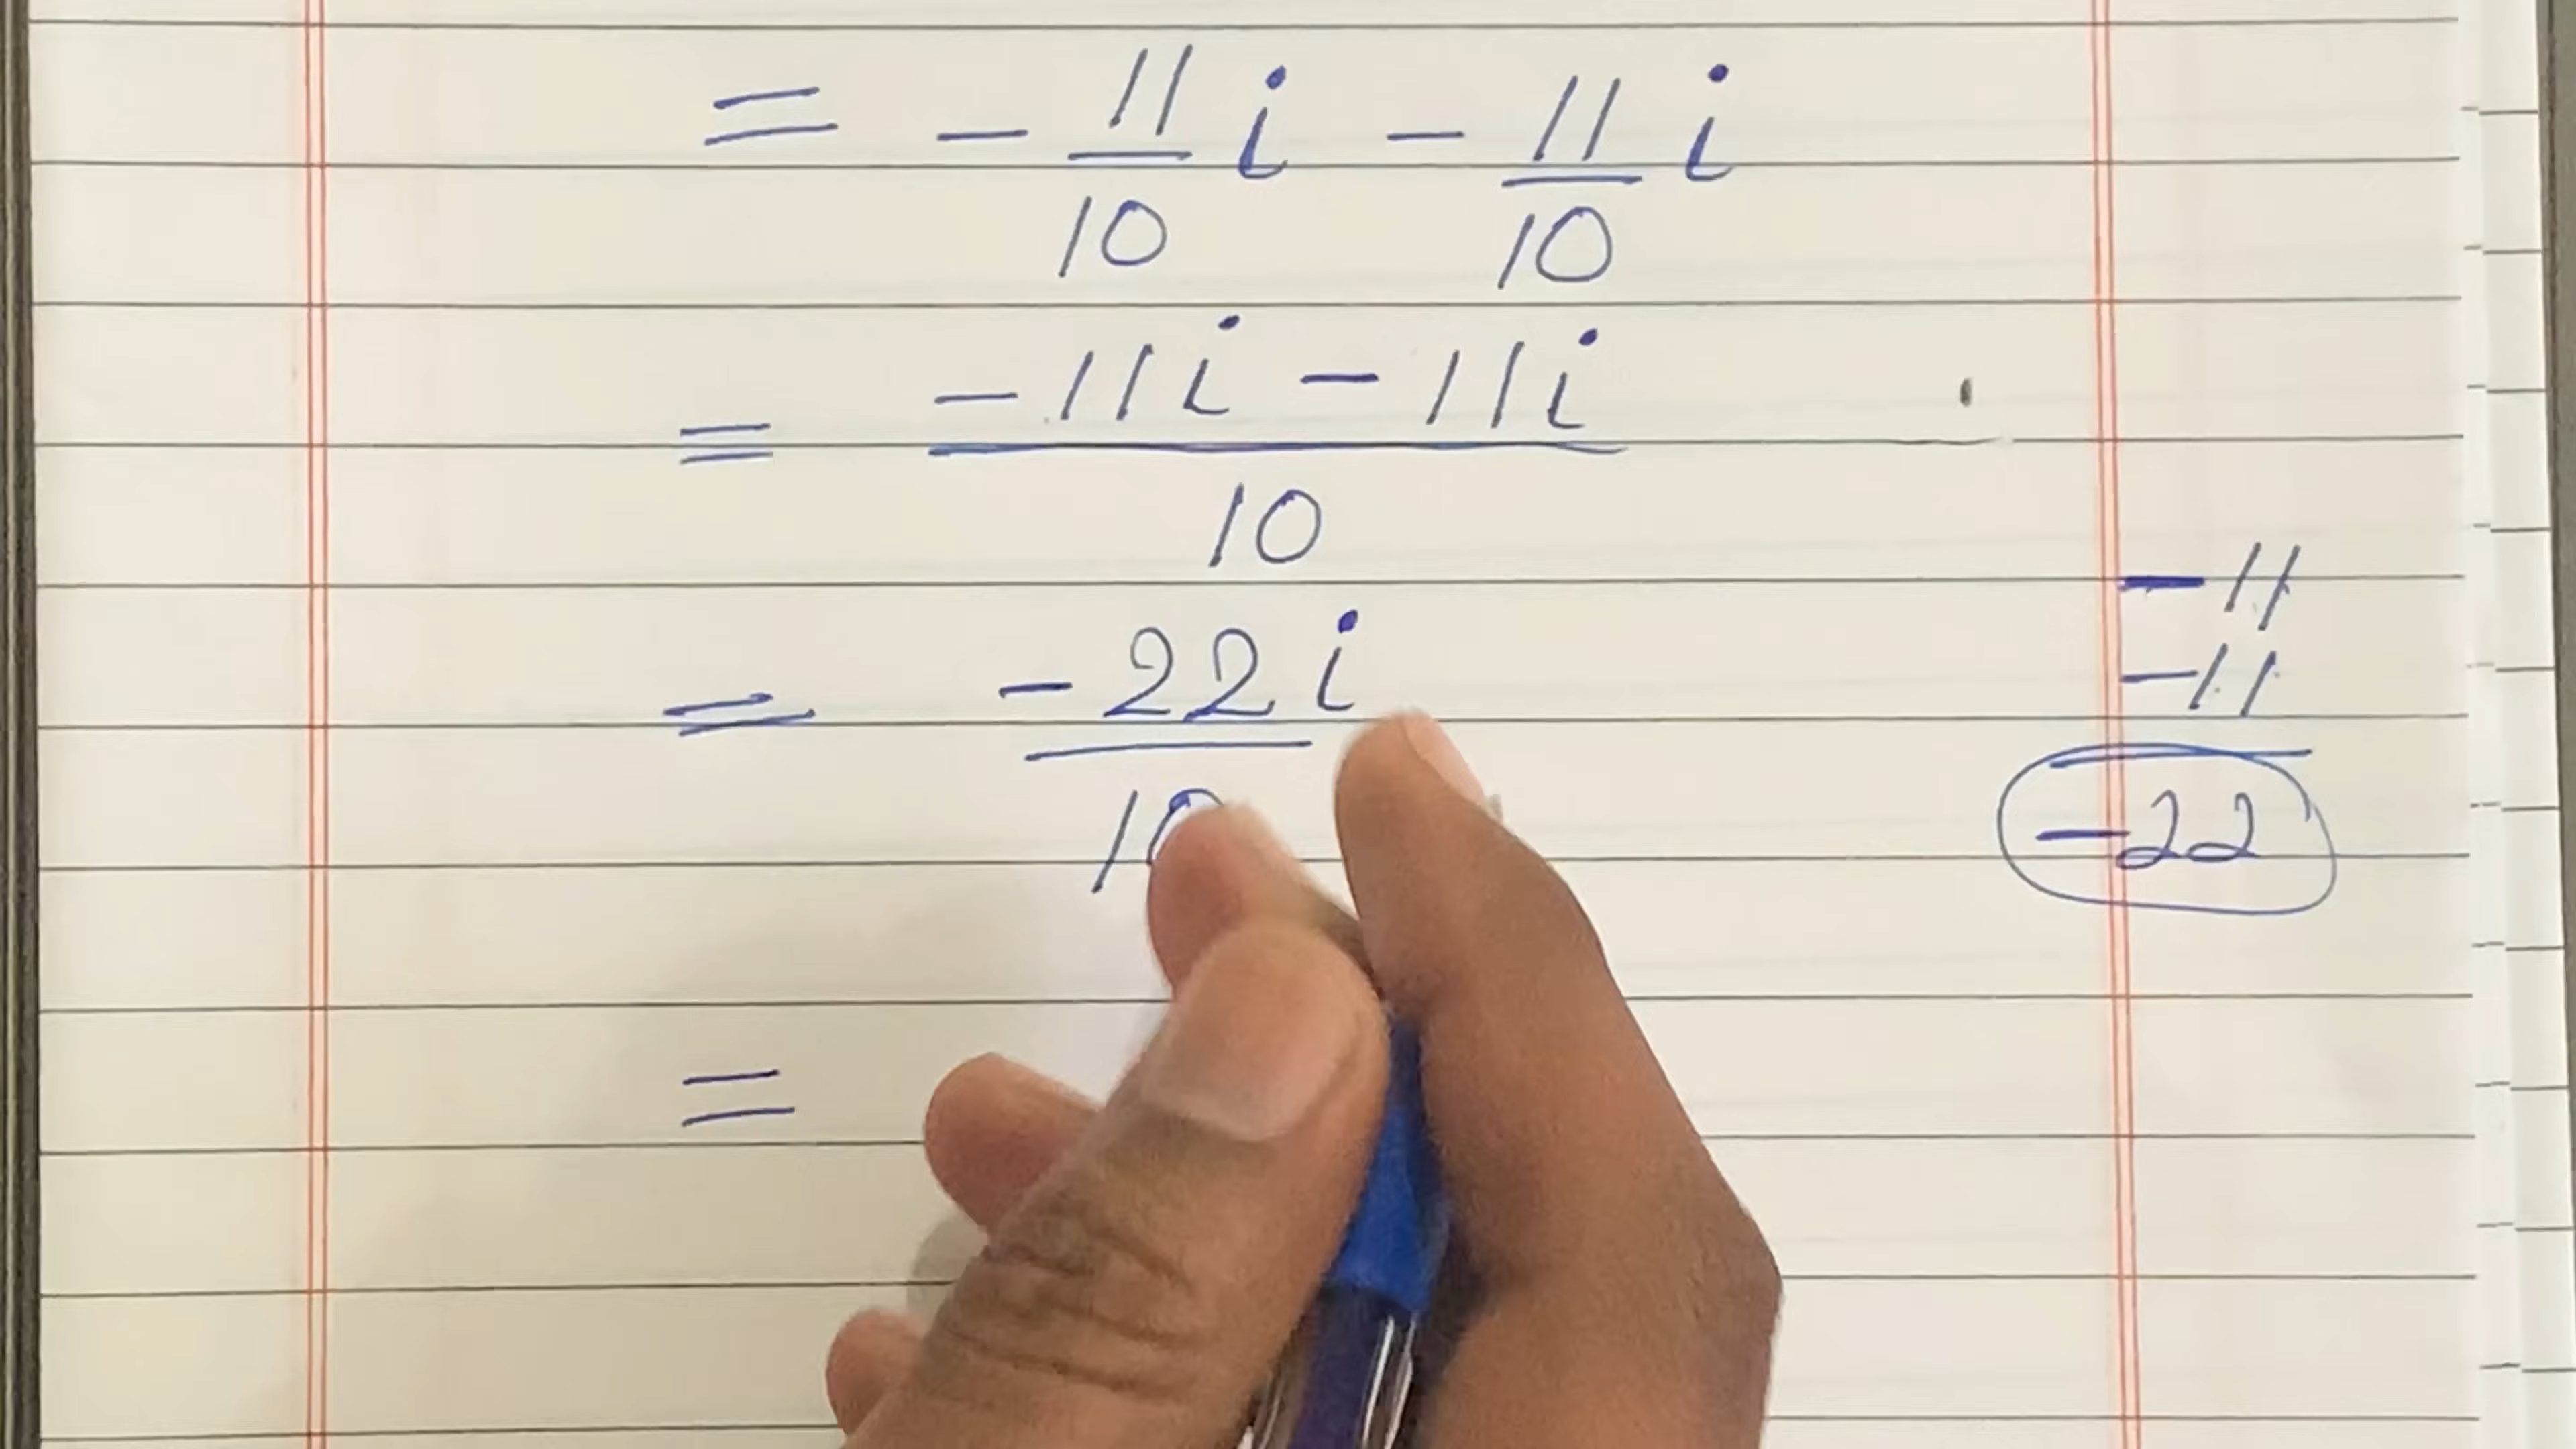 = - 11/10 i - 11/10 i
= -11i - 11i / 10
= -22i / 10
=
-11
-11
-22